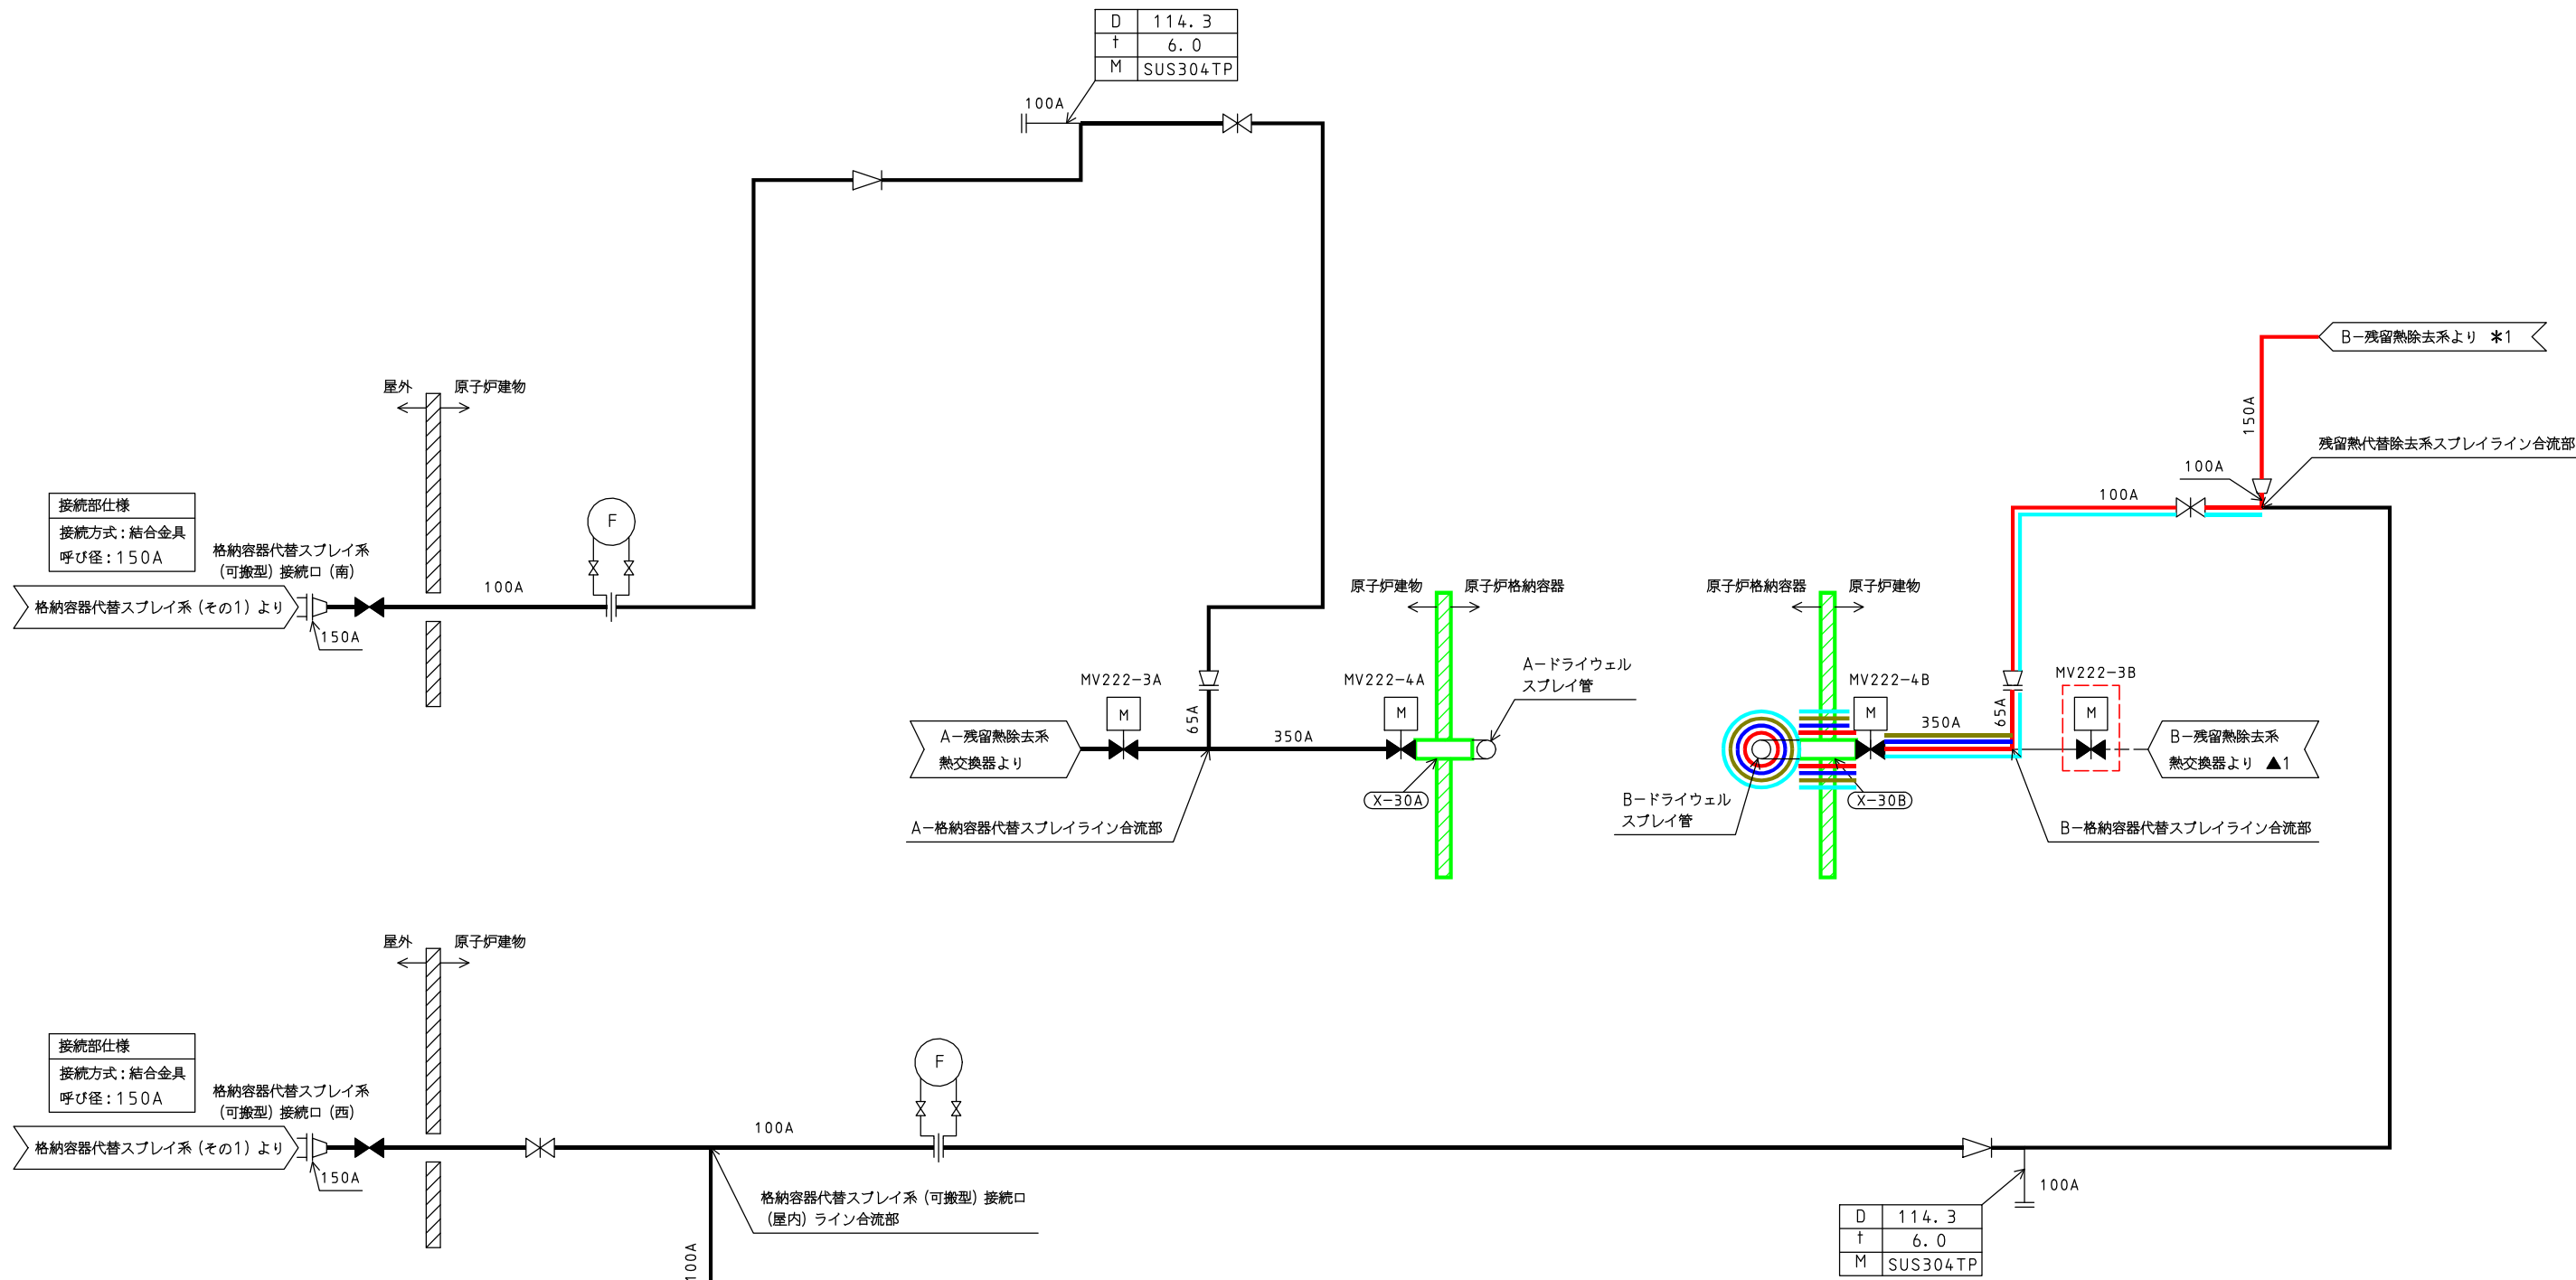 D 114.3
t 6.0
M SUS304TP
100A
B-残留熱除去系より ＊1
150A
屋外 原子炉建物
残留熱代替除去系スプレイライン合流部
100A
100A
接続部仕様
接続方式:結合金具
呼び径:150A
F
格納容器代替スプレイ系
(可搬型)接続口(南)
格納容器代替スプレイ系(その1)より
150A
100A
原子炉建物 原子炉格納容器
原子炉格納容器 原子炉建物
A-ドライウェル
スプレイ管
MV222-3A
M
MV222-4A
M
MV222-4B
M
MV222-3B
M
65A
65A
A-残留熱除去系
熱交換器より
350A
350A
B-残留熱除去系
熱交換器より ▲1
X-30A
X-30B
B-ドライウェル
スプレイ管
A-格納容器代替スプレイライン合流部
B-格納容器代替スプレイライン合流部
屋外 原子炉建物
接続部仕様
接続方式:結合金具
呼び径:150A
F
格納容器代替スプレイ系
(可搬型)接続口(西)
格納容器代替スプレイ系(その1)より
150A
100A
格納容器代替スプレイ系(可搬型)接続口
(屋内)ライン合流部
100A
100A
D 114.3
t 6.0
M SUS304TP